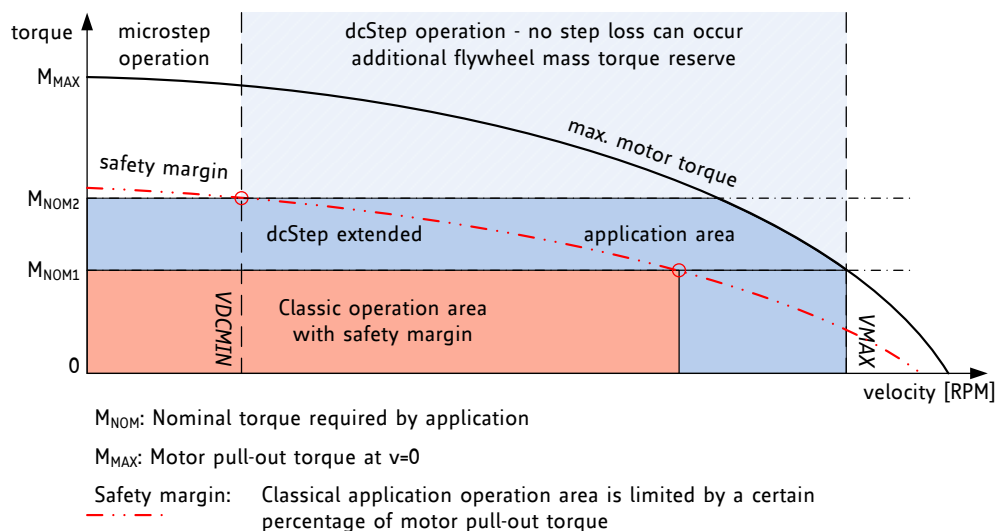 torque
microstep
operation
dcStep operation - no step loss can occur
additional flywheel mass torque reserve
MMAX
max. motor torque
safety margin
MNOM2
dcStep extended
application area
MNOM1
VDCMIN
Classic operation area
with safety margin
VMAX
0
velocity [RPM]
MNOM: Nominal torque required by application
MMAX: Motor pull-out torque at v=0
Safety margin: Classical application operation area is limited by a certain
percentage of motor pull-out torque